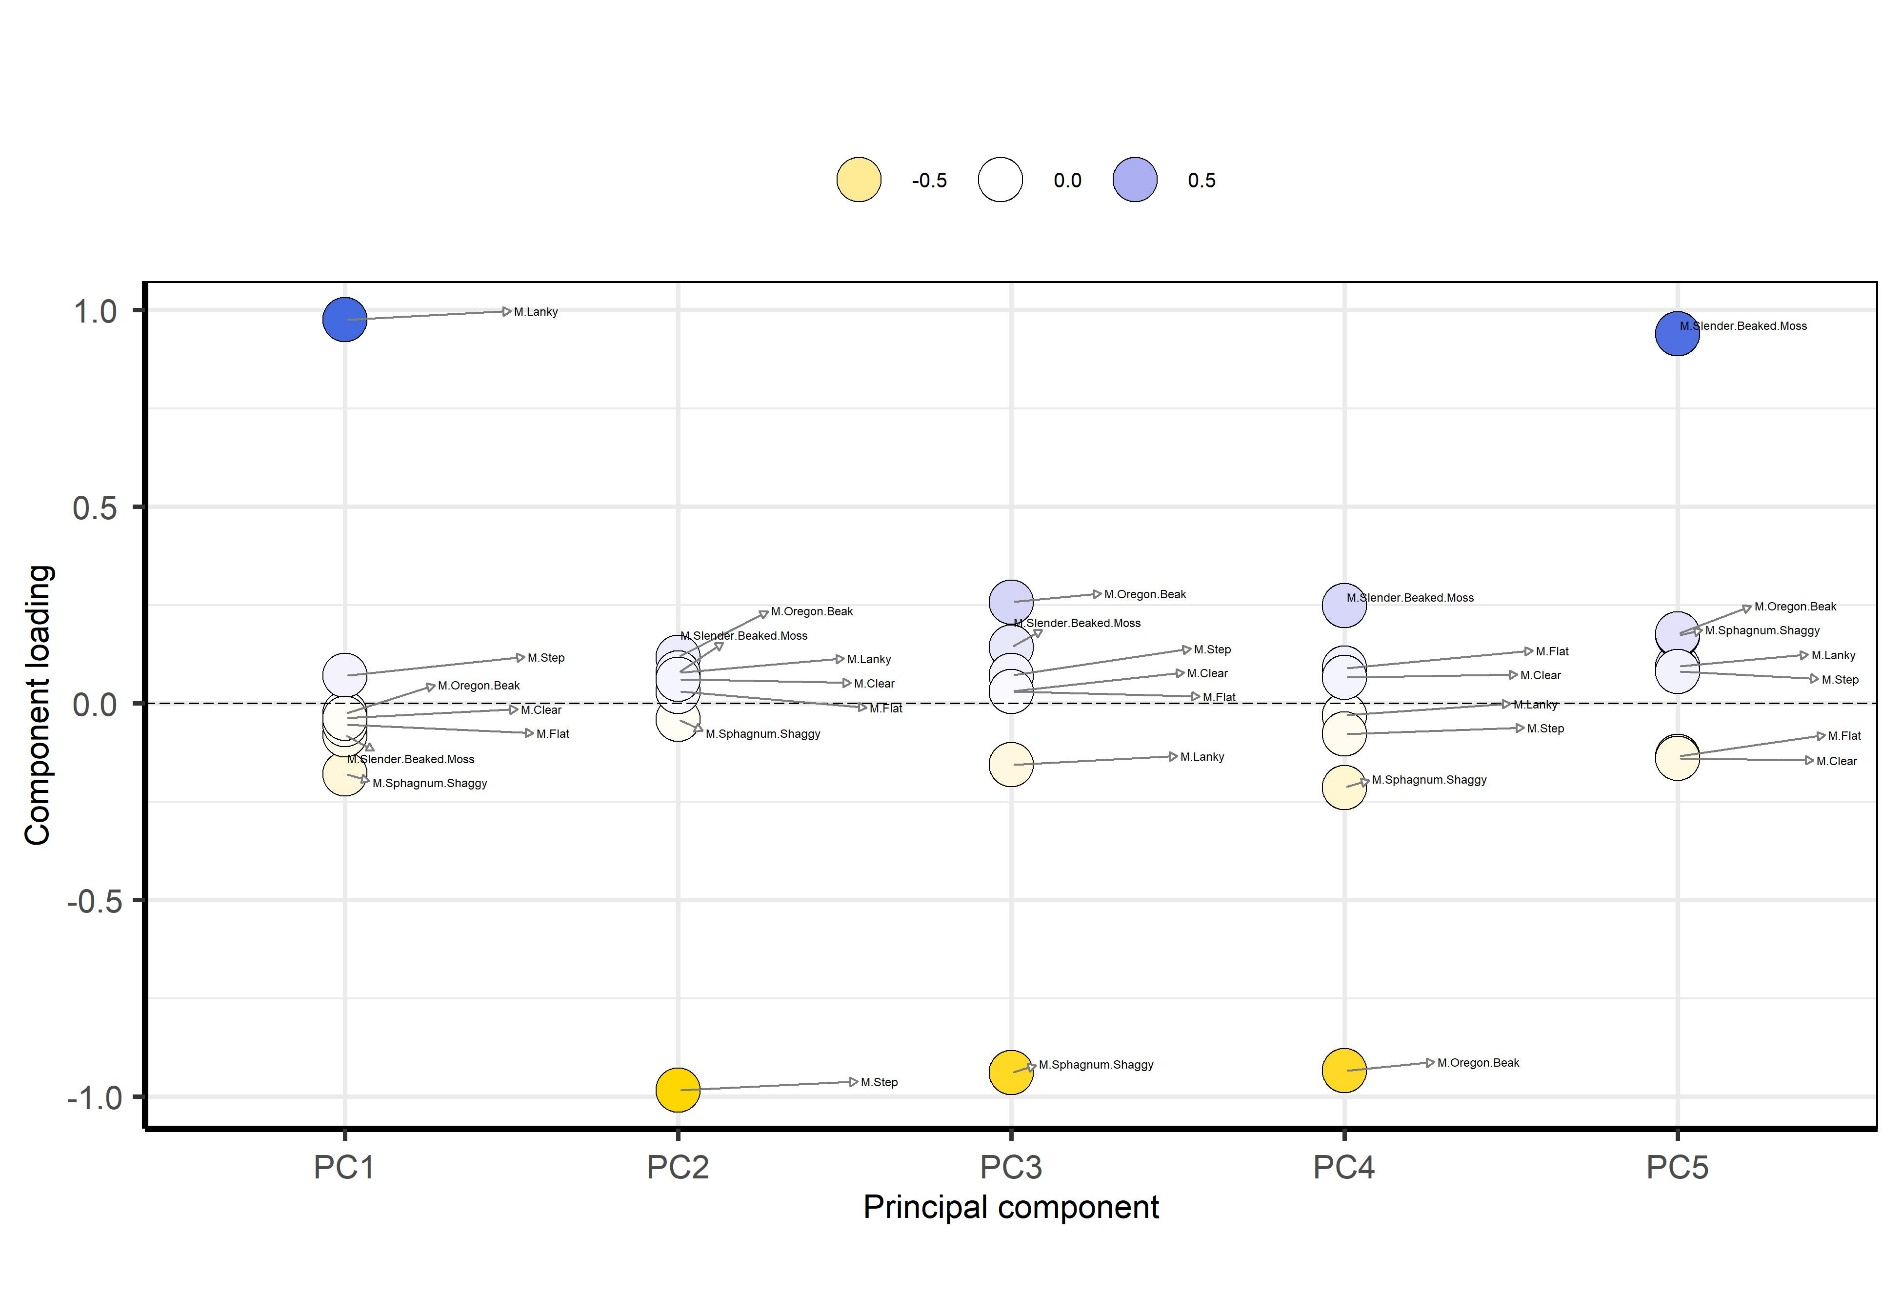 -0.5 0.0 0.5
Component loading
1.0
0.5
0.0
-0.5
-1.0
M.Lanky
M.Step
M.Oregon.Beak
M.Clear
M.Flat
M.Slender.Beaked.Moss
M.Sphagnum.Shaggy
M.Oregon.Beak
M.Slender.Beaked.Moss
M.Lanky
M.Clear
M.Flat
M.Sphagnum.Shaggy
M.Step
M.Oregon.Beak
M.Slender.Beaked.Moss
M.Step
M.Clear
M.Flat
M.Lanky
M.Sphagnum.Shaggy
M.Slender.Beaked.Moss
M.Flat
M.Clear
M.Lanky
M.Step
M.Sphagnum.Shaggy
M.Oregon.Beak
M.Slender.Beaked.Moss
M.Oregon.Beak
M.Sphagnum.Shaggy
M.Lanky
M.Step
M.Flat
M.Clear
PC1 PC2 PC3 PC4 PC5
Principal component